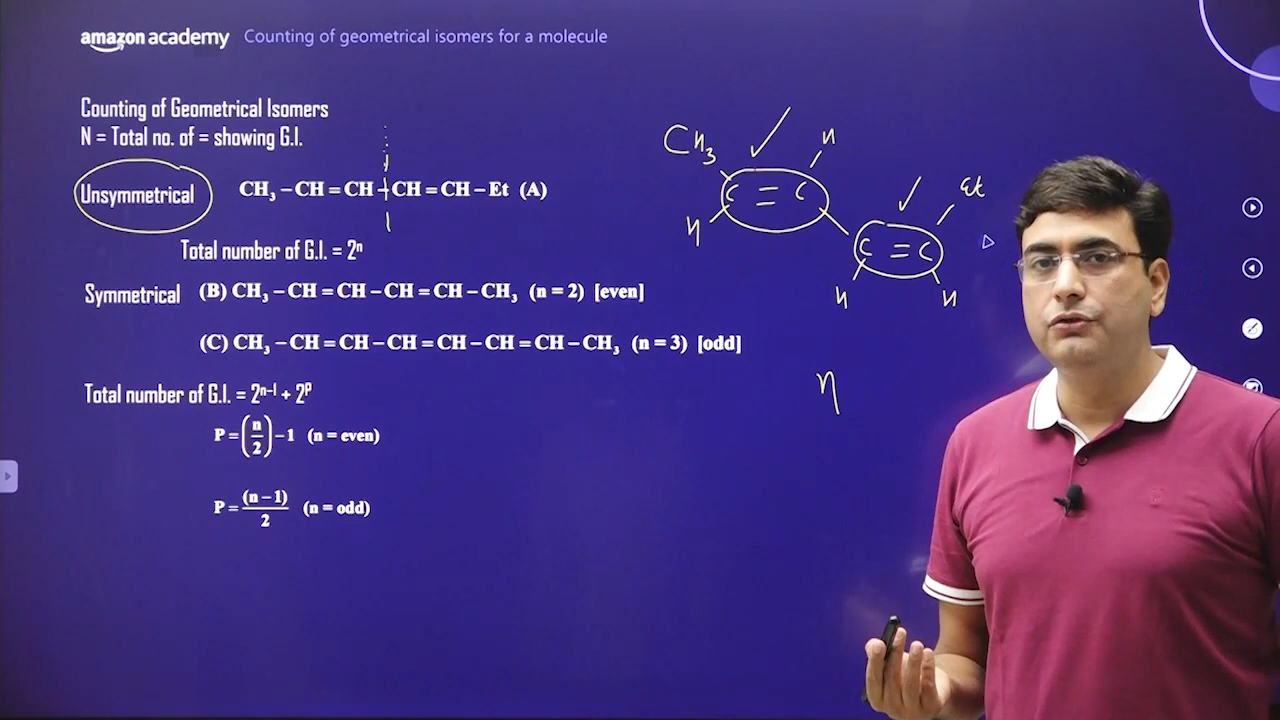 amazon academy Counting of geometrical isomers for a molecule
Counting of Geometrical Isomers
N = Total no. of = showing G.I.
Unsymmetrical CH₃ – CH = CH – CH = CH – Et (A)
Total number of G.I. = 2ⁿ
Symmetrical (B) CH₃ – CH = CH – CH = CH – CH₃ (n = 2) [even]
(C) CH₃ – CH = CH – CH = CH – CH = CH – CH₃ (n = 3) [odd]
Total number of G.I. = 2ⁿ⁻¹ + 2ᵖ
P = (n/2) – 1 (n = even)
P = (n – 1)/2 (n = odd)
CH₃ H
C = C
H
Et
C = C
H H
n